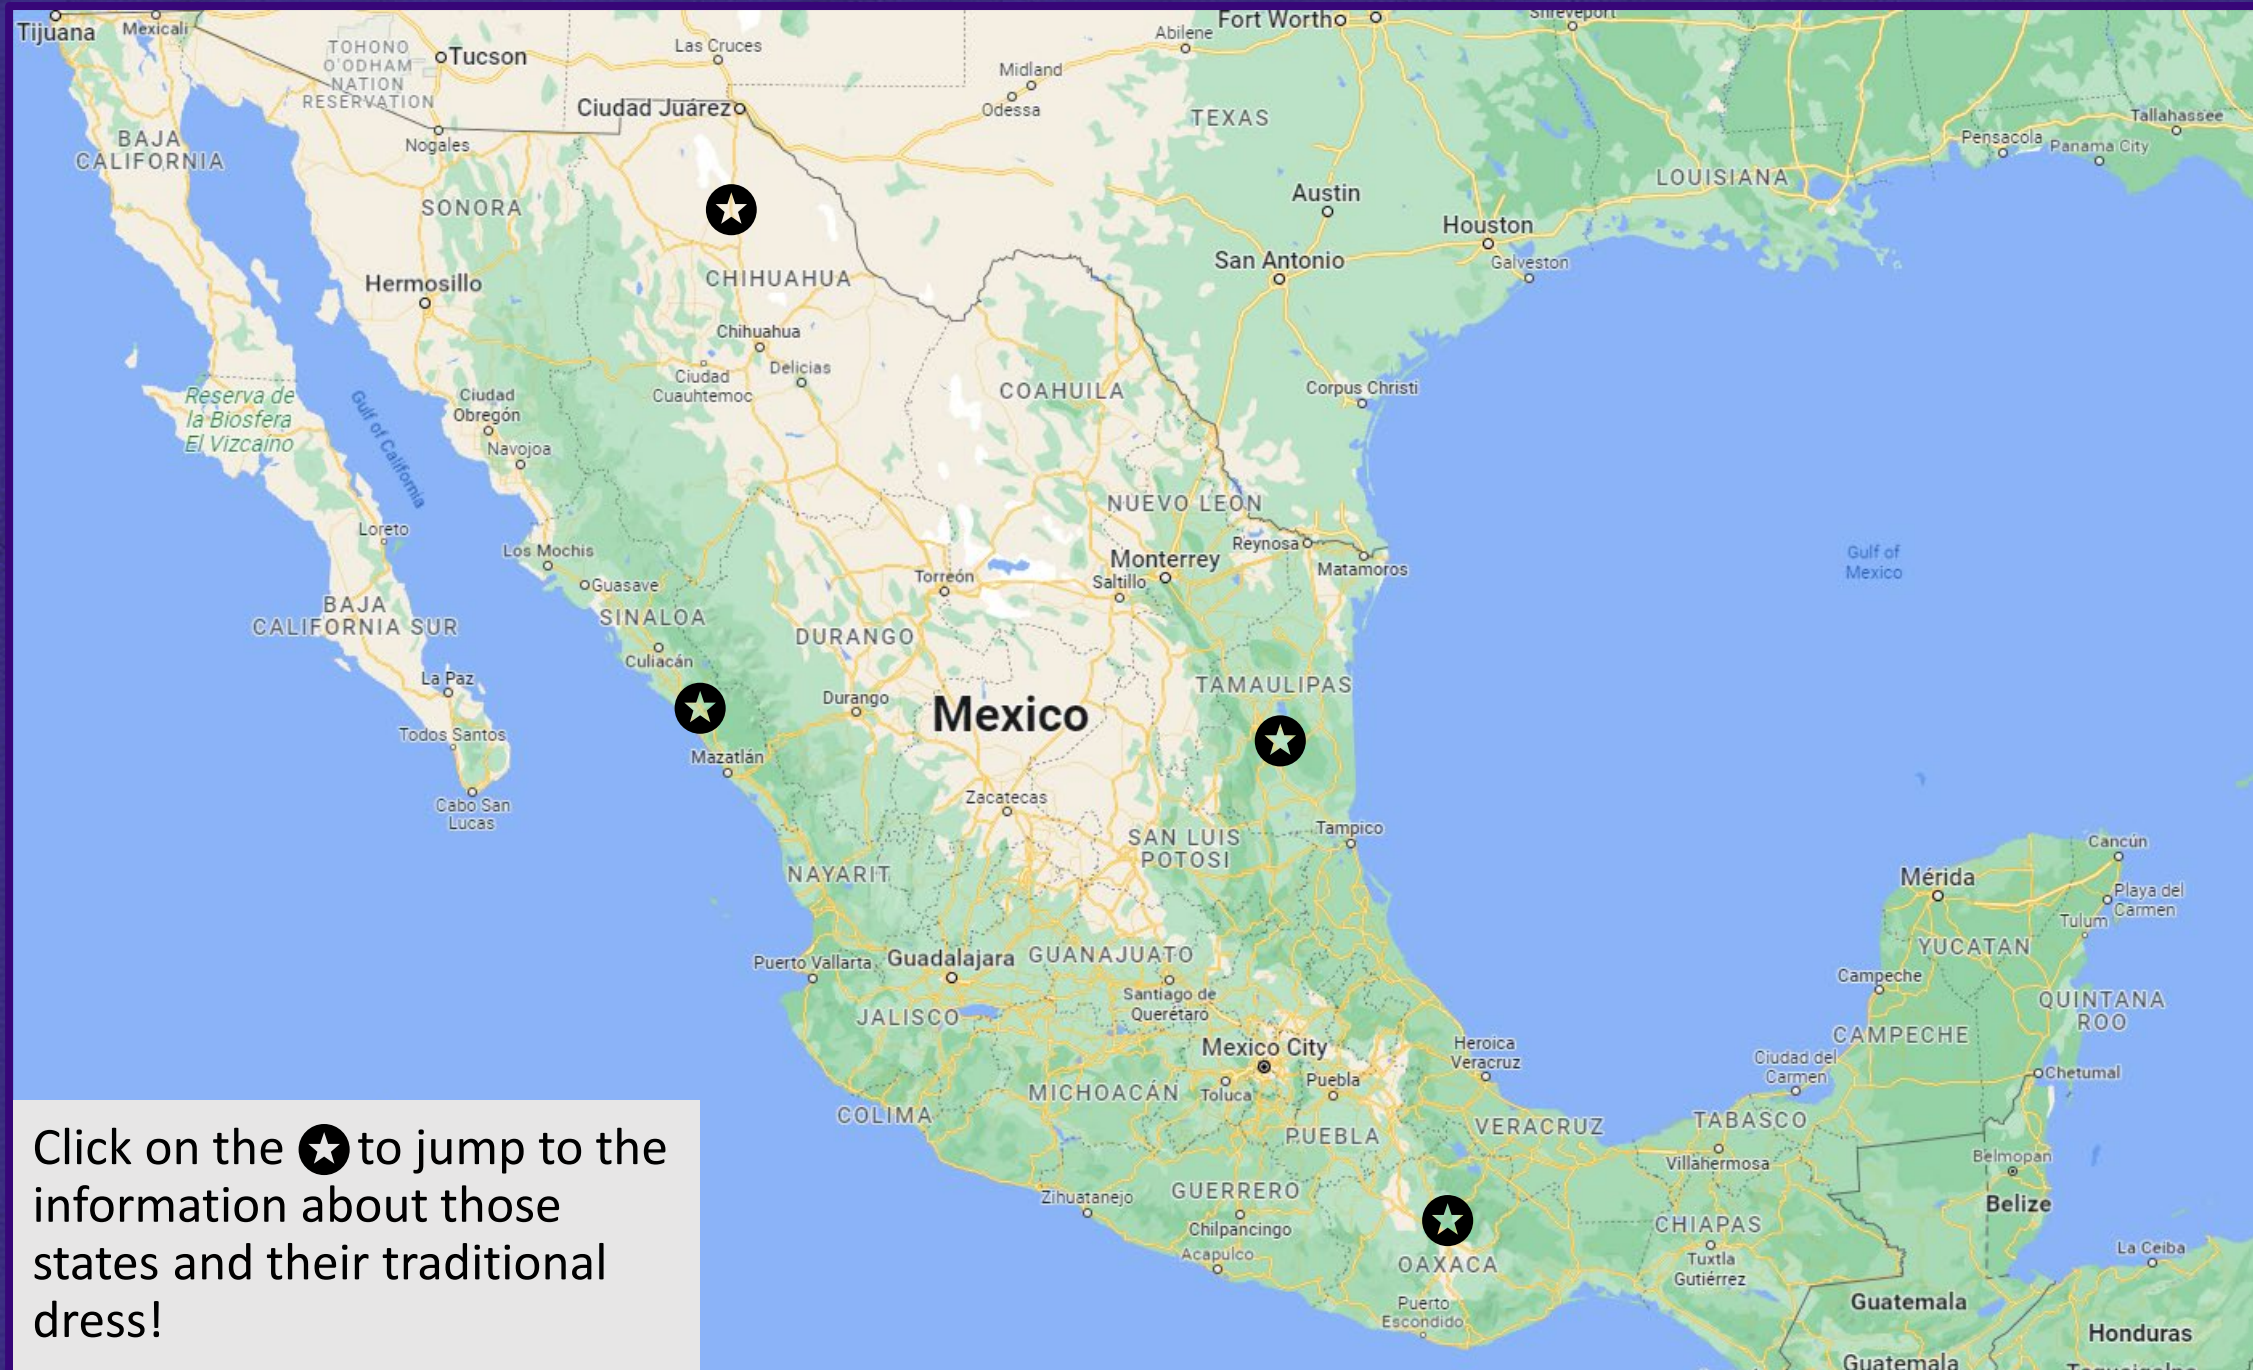 Tijuana
Mexicali
TOHONO
O'ODHAM
NATION
RESERVATION
Tucson
Las Cruces
Abilene
Fort Worth
Shreveport
Midland
Odessa
Ciudad Juárez
TEXAS
Tallahassee
Pensacola
Panama City
BAJA
CALIFORNIA
Nogales
LOUISIANA
SONORA
Austin
Houston
San Antonio
Galveston
Hermosillo
CHIHUAHUA
Chihuahua
Delicias
Ciudad
Cuauhtemoc
COAHUILA
Corpus Christi
Reserva de
la Biosfera
El Vizcaino
Gulf of California
Ciudad
Obregón
Navojoa
NUEVO LEON
Loreto
Los Mochis
Guasave
Monterrey
Reynosa
Saltillo
Matamoros
Torreón
Gulf of
Mexico
BAJA
CALIFORNIA SUR
SINALOA
Culiacán
DURANGO
La Paz
Durango
Mexico
TAMAULIPAS
Todos Santos
Mazatlán
Cabo San
Lucas
Zacatecas
SAN LUIS
POTOSI
Tampico
Cancún
NAYARIT
Mérida
Playa del
Carmen
Tulum
YUCATAN
Puerto Vallarta
Guadalajara
GUANAJUATO
Campeche
Santiago de
Querétaro
QUINTANA
ROO
JALISCO
CAMPECHE
Mexico City
Heroica
Veracruz
Ciudad del
Carmen
Chetumal
MICHOACÁN
Toluca
Puebla
COLIMA
PUEBLA
VERACRUZ
TABASCO
Villahermosa
Belmopan
Belize
Zihuatanejo
GUERRERO
Chilpancingo
Acapulco
CHIAPAS
Tuxtla
Gutiérrez
OAXACA
La Ceiba
Puerto
Escondido
Guatemala
Honduras
Guatemala
Click on the to jump to the
information about those
states and their traditional
dress!